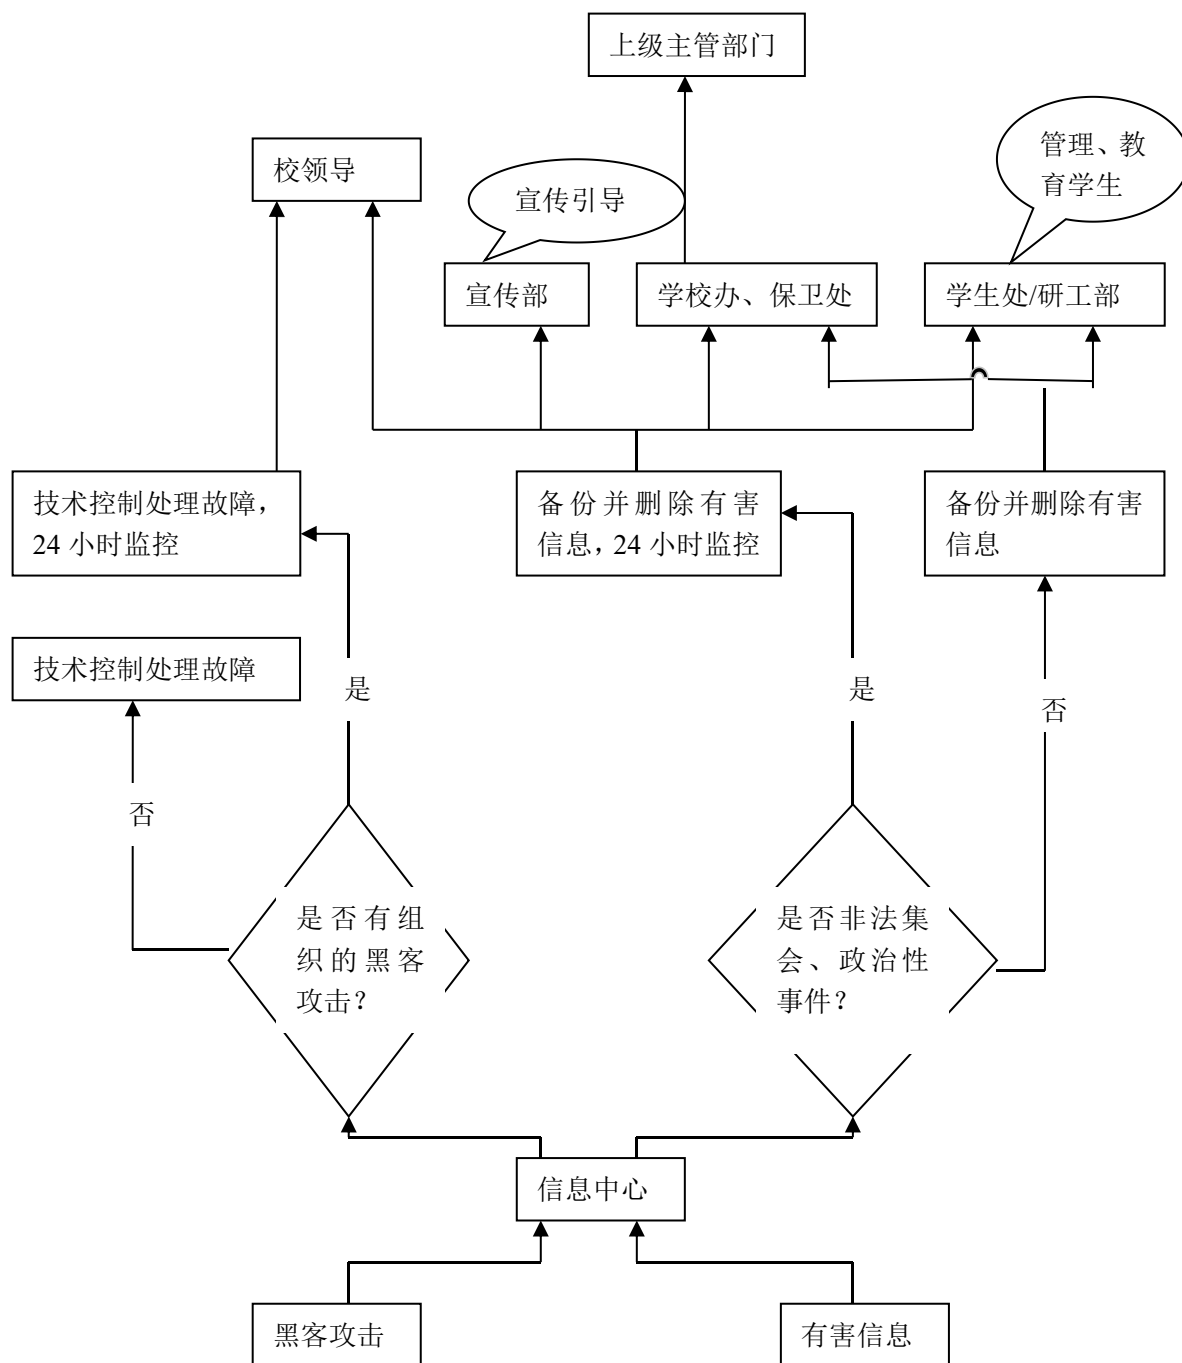 上级主管部门
管理、教
育学生
校领导
宣传引导
宣传部
学校办、保卫处
学生处/研工部
技术控制处理故障，
24 小时监控
备份并删除有害
信息，24 小时监控
备份并删除有害
信息
技术控制处理故障
是
是
否
否
是否有组
织的黑客
攻击？
是否非法集
会、政治性
事件？
信息中心
黑客攻击
有害信息